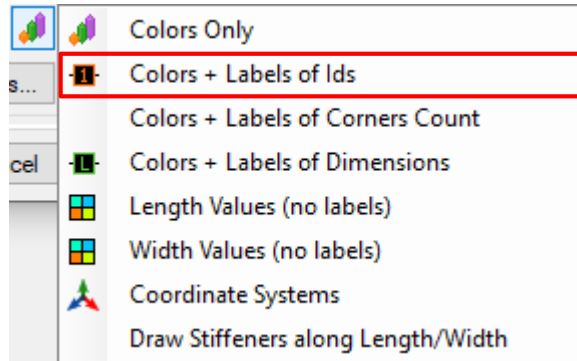 Colors Only
Colors + Labels of Ids
s...
Colors + Labels of Corners Count
cel
Colors + Labels of Dimensions
Length Values (no labels)
Width Values (no labels)
Coordinate Systems
Draw Stiffeners along Length/Width